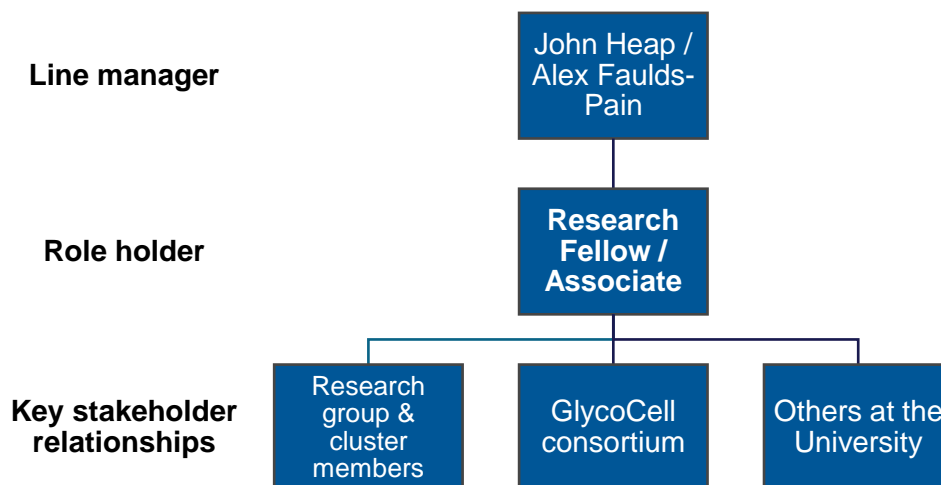 Line manager
John Heap /
Alex Faulds-
Pain
Role holder
Research
Fellow /
Associate
Key stakeholder
relationships
Research
group &
cluster
members
GlycoCell
consortium
Others at the
University